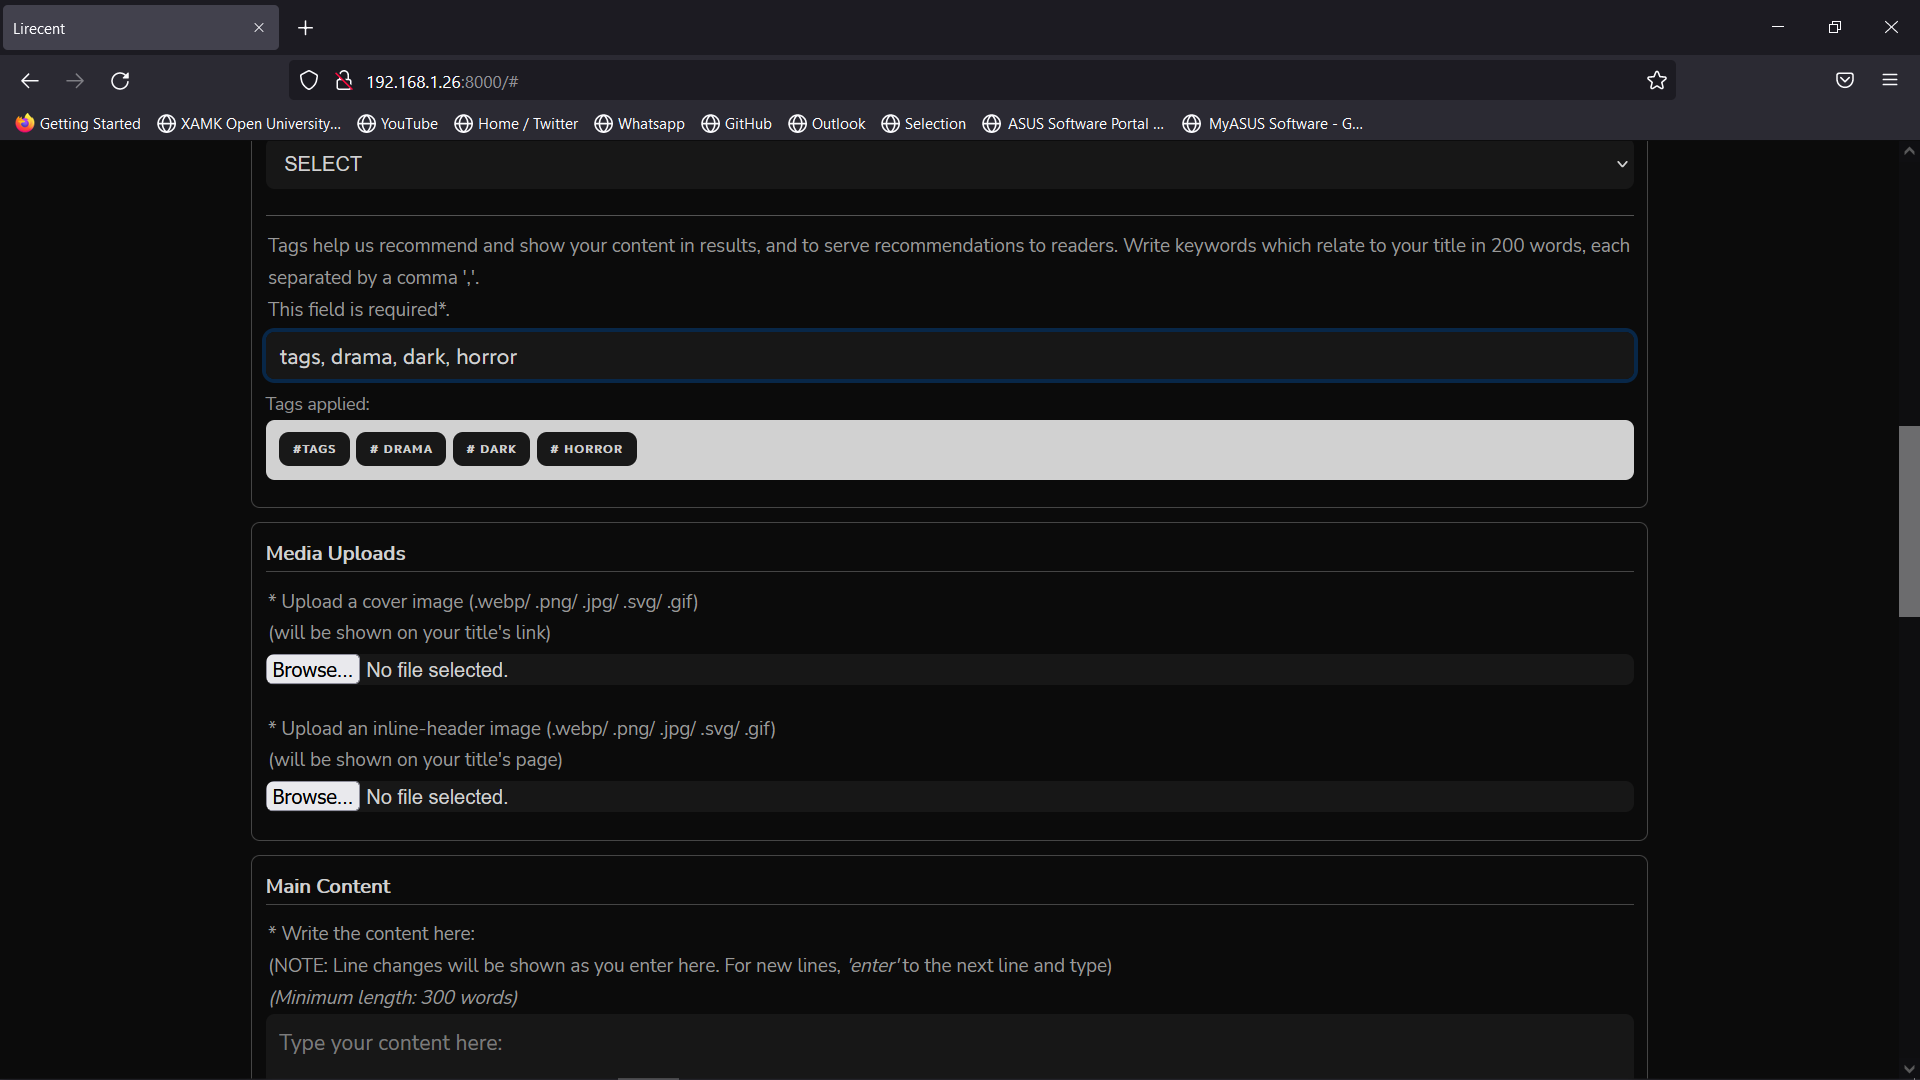 Lirecent
192.168.1.26:8000/#
Getting Started XAMK Open University... YouTube Home / Twitter Whatsapp GitHub Outlook Selection ASUS Software Portal ... MyASUS Software - G...
SELECT
Tags help us recommend and show your content in results, and to serve recommendations to readers. Write keywords which relate to your title in 200 words, each
separated by a comma ','.
This field is required*.
tags, drama, dark, horror
Tags applied:
#TAGS # DRAMA # DARK # HORROR
Media Uploads
* Upload a cover image (.webp/ .png/ .jpg/ .svg/ .gif)
(will be shown on your title's link)
Browse... No file selected.
* Upload an inline-header image (.webp/ .png/ .jpg/ .svg/ .gif)
(will be shown on your title's page)
Browse... No file selected.
Main Content
* Write the content here:
(NOTE: Line changes will be shown as you enter here. For new lines, 'enter' to the next line and type)
(Minimum length: 300 words)
Type your content here: